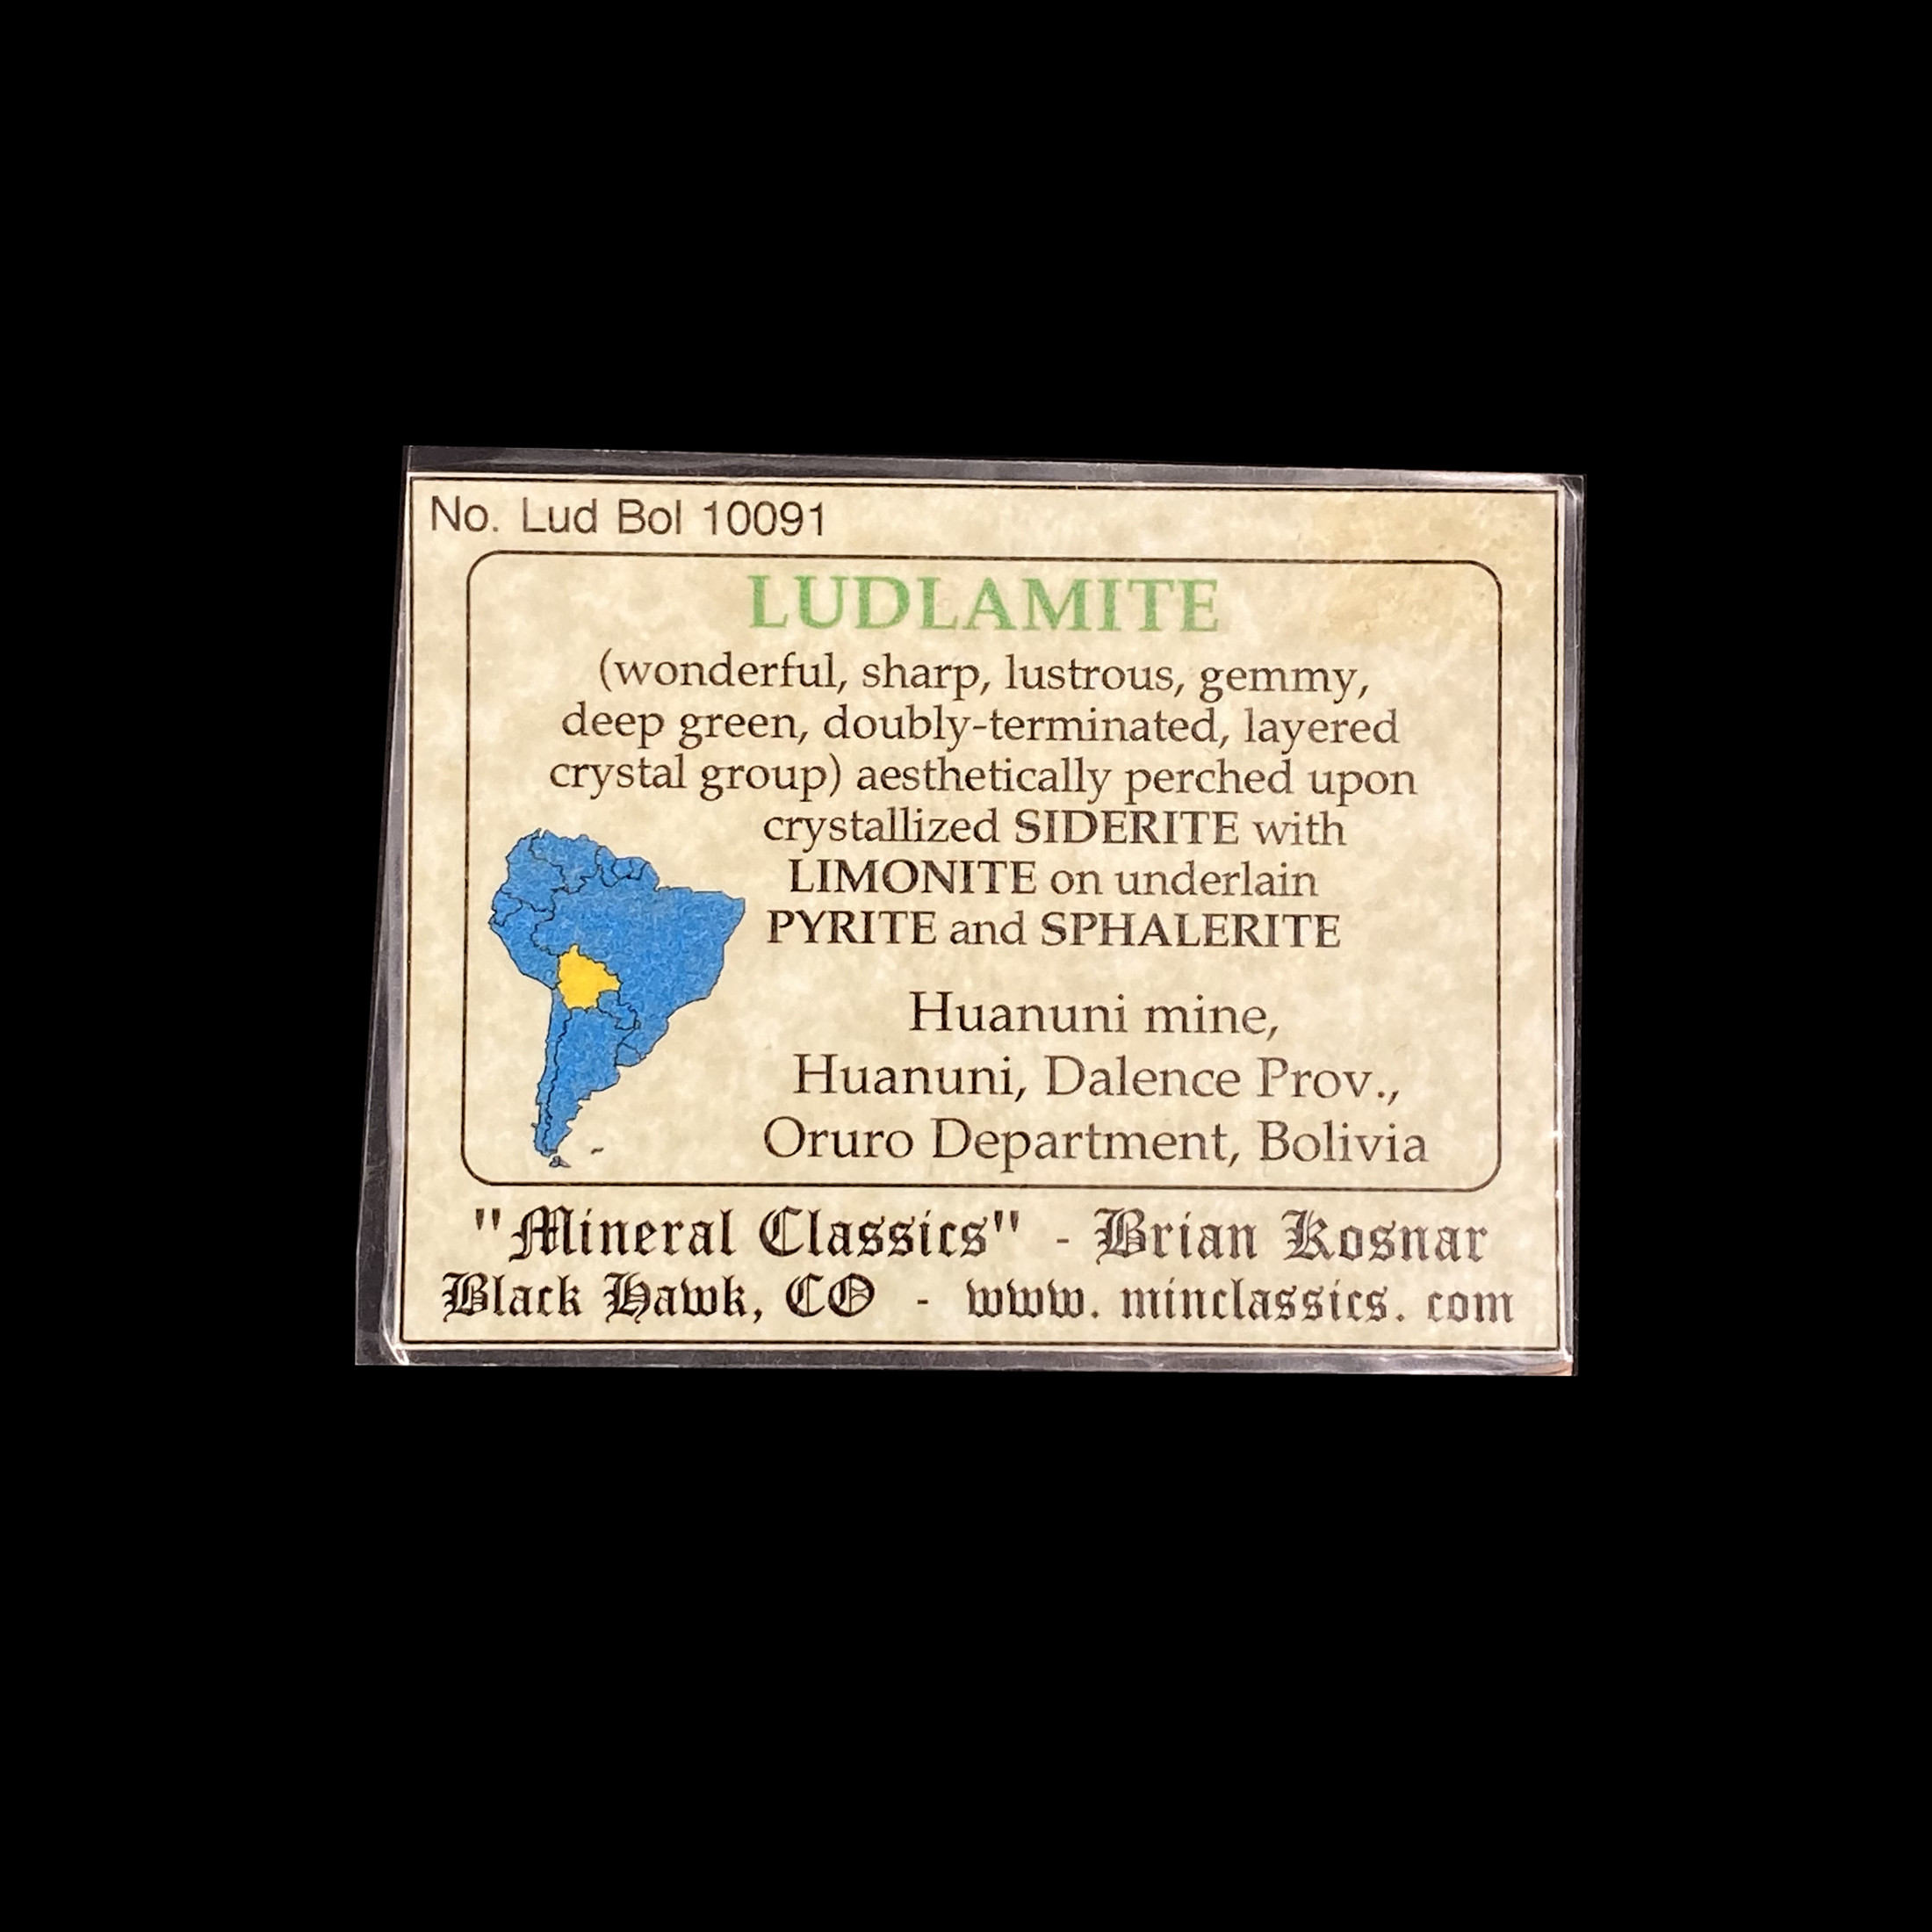 No. Lud Bol 10091
LUDLAMITE
(wonderful, sharp, lustrous, gemmy,
deep green, doubly-terminated, layered
crystal group) aesthetically perched upon
crystallized SIDERITE with
LIMONITE on underlain
PYRITE and SPHALERITE
Huanuni mine,
Huanuni, Dalence Prov.,
Oruro Department, Bolivia
"Mineral Classics" - Brian Kosnar
Black Hawk, CO - www. minclassics. com